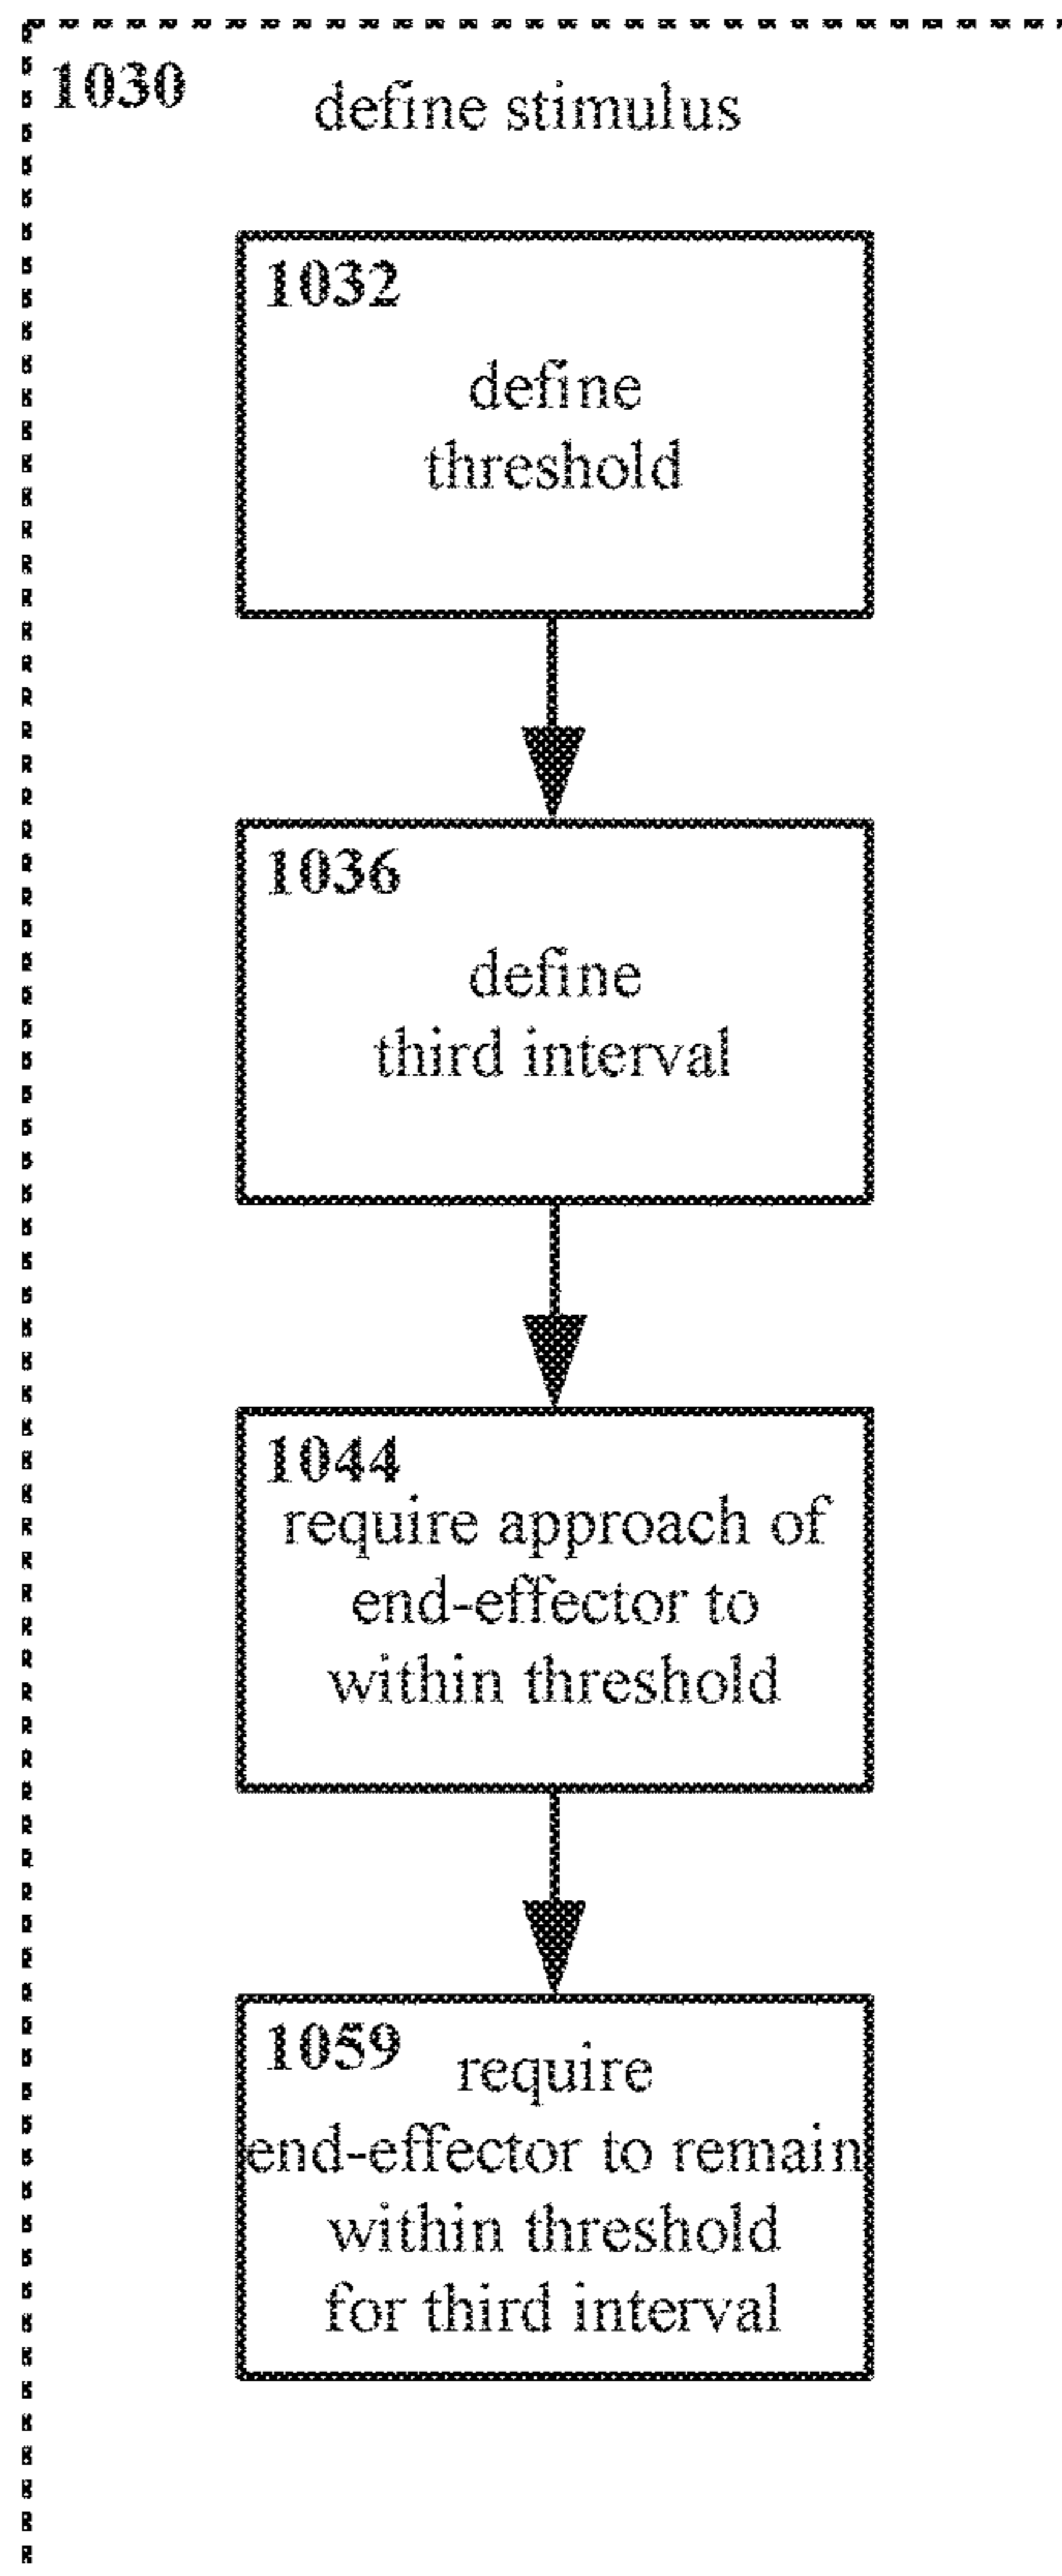 1030
define stimulus
1032
define
threshold
1036
define
third interval
1044
require approach of
end-effector to
within threshold
1059
require
end-effector to remain
within threshold
for third interval